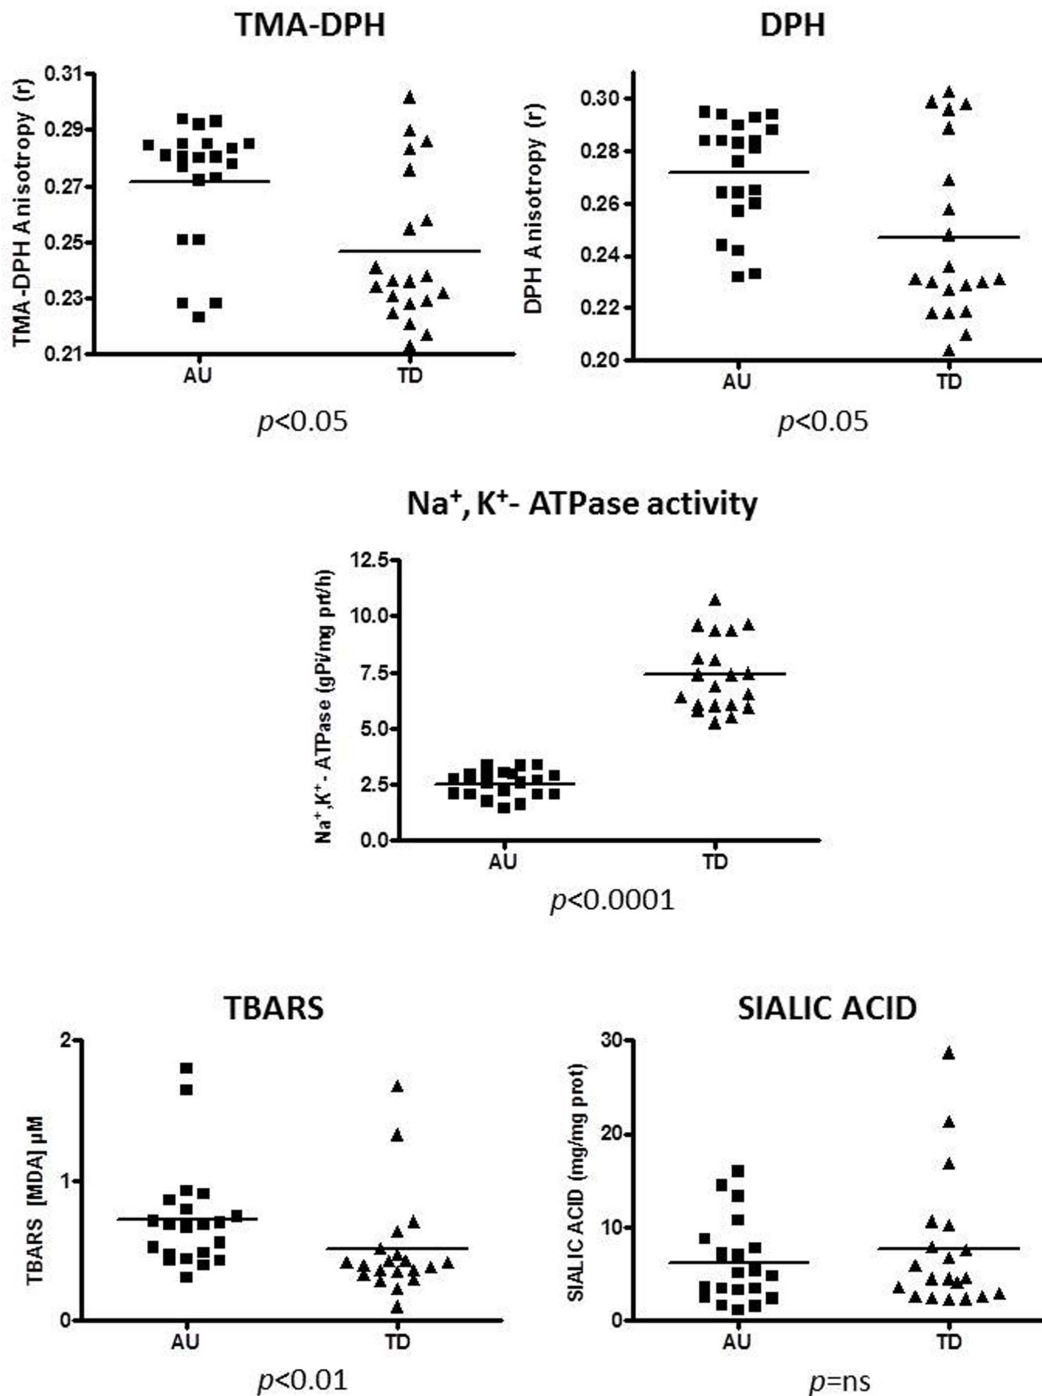 TMA-DPH
TMA-DPH Anisotropy (r)
0.31
0.29
0.27
0.25
0.23
0.21
AU
TD
p<0.05
DPH
DPH Anisotropy (r)
0.30
0.28
0.26
0.24
0.22
0.20
AU
TD
p<0.05
Na⁺, K⁺- ATPase activity
Na⁺,K⁺- ATPase (gPi/mg prt/h)
12.5
10.0
7.5
5.0
2.5
0.0
AU
TD
p<0.0001
TBARS
TBARS [MDA] µM
2
1
0
AU
TD
p<0.01
SIALIC ACID
SIALIC ACID (mg/mg prot)
30
20
10
0
AU
TD
p=ns